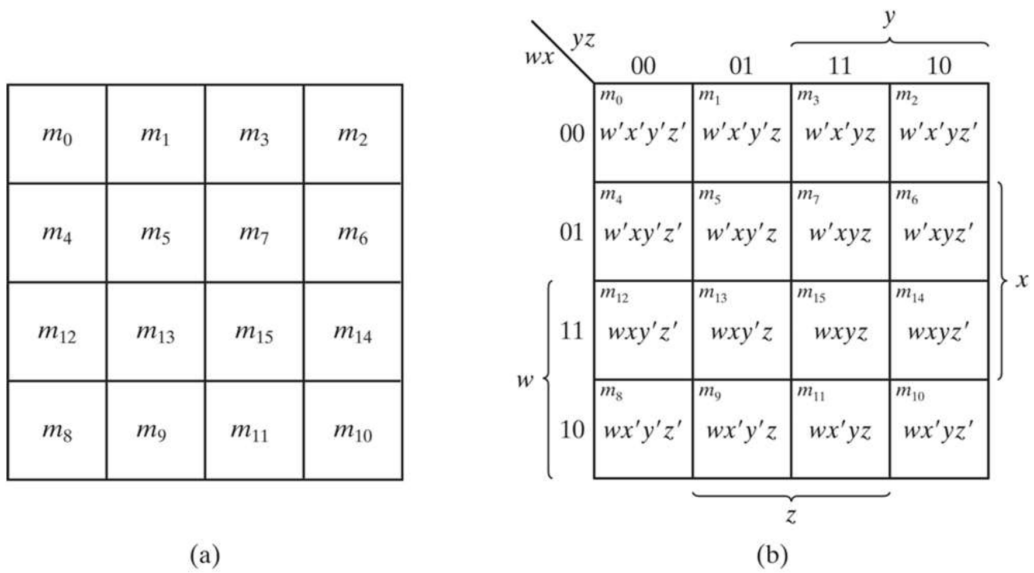 m₀ m₁ m₃ m₂
m₄ m₅ m₇ m₆
m₁₂ m₁₃ m₁₅ m₁₄
m₈ m₉ m₁₁ m₁₀
(a)
y
yz
wx
00 01 11 10
m₀ m₁ m₃ m₂
00 w'x'y'z' w'x'y'z w'x'yz w'x'yz'
m₄ m₅ m₇ m₆
01 w'xy'z' w'xy'z w'xyz w'xyz'
x
m₁₂ m₁₃ m₁₅ m₁₄
11 wxy'z' wxy'z wxyz wxyz'
w
m₈ m₉ m₁₁ m₁₀
10 wx'y'z' wx'y'z wx'yz wx'yz'
z
(b)